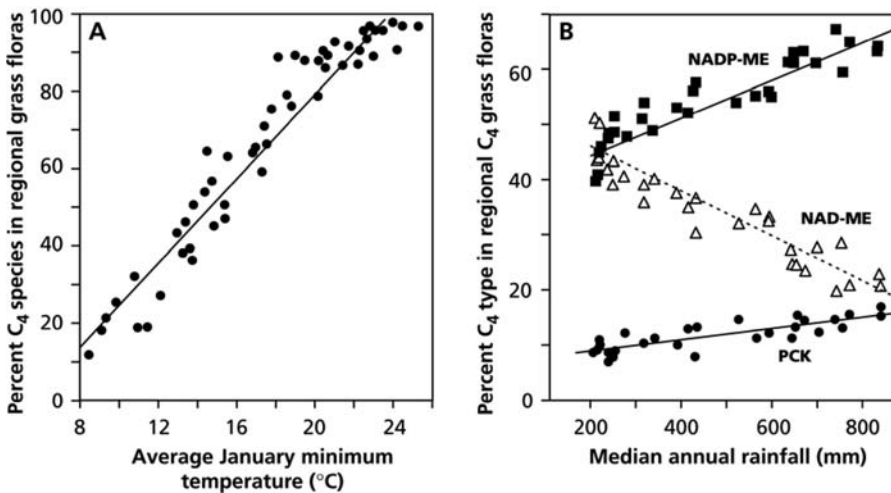 Percent C₄ species in regional grass floras
100
80
60
40
20
0
A
8
12
16
20
24
Average January minimum
temperature (°C)
Percent C₄ type in regional C₄ grass floras
60
40
20
0
B
NADP-ME
NAD-ME
PCK
200
400
600
800
Median annual rainfall (mm)